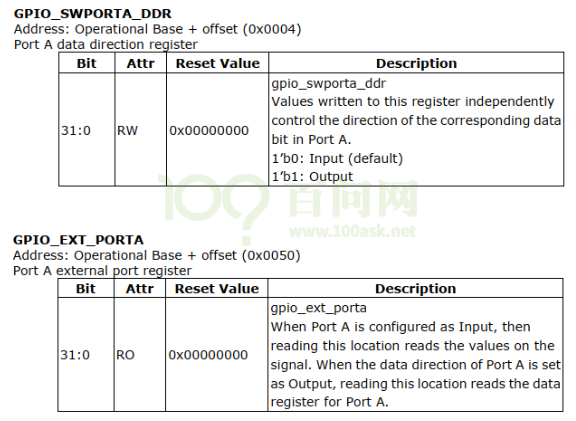 GPIO_SWPORTA_DDR
Address: Operational Base + offset (0x0004)
Port A data direction register
Bit Attr Reset Value Description
31:0 RW 0x00000000
gpio_swporta_ddr
Values written to this register independently
control the direction of the corresponding data
bit in Port A.
1'b0: Input (default)
1'b1: Output
100? 百问网
www.100ask.net
GPIO_EXT_PORTA
Address: Operational Base + offset (0x0050)
Port A external port register
Bit Attr Reset Value Description
31:0 RO 0x00000000
gpio_ext_porta
When Port A is configured as Input, then
reading this location reads the values on the
signal. When the data direction of Port A is set
as Output, reading this location reads the data
register for Port A.